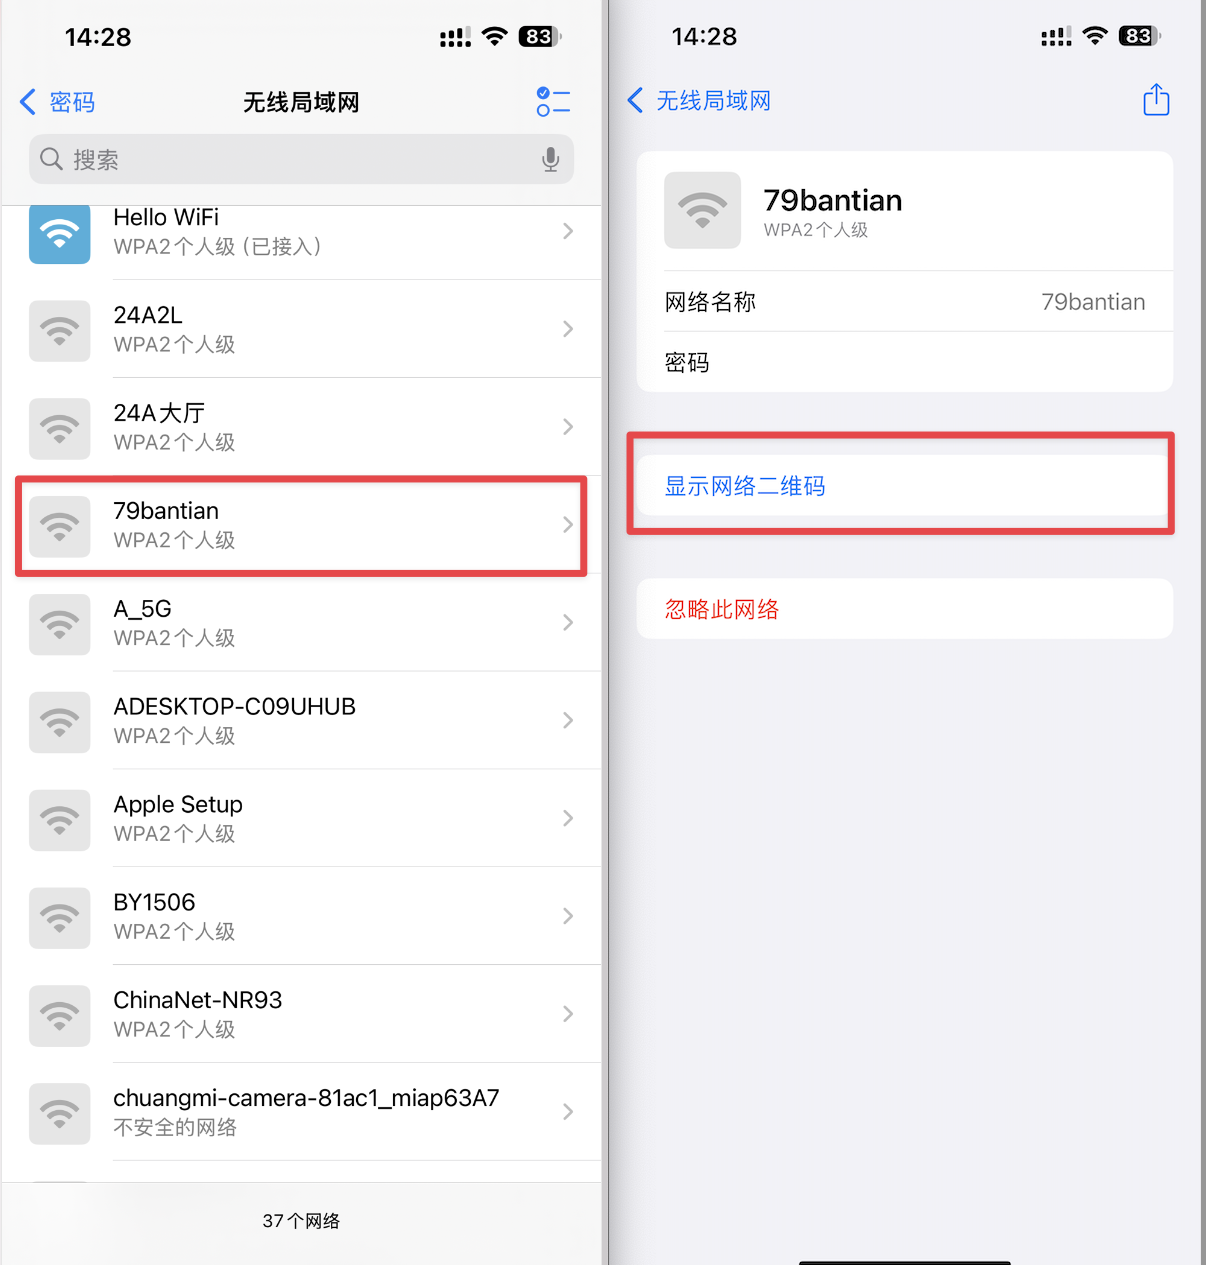 14:28
83
密码
无线局域网
搜索
Hello WiFi
WPA2个人级 (已接入)
24A2L
WPA2个人级
24A大厅
WPA2个人级
79bantian
WPA2个人级
A_5G
WPA2个人级
ADESKTOP-C09UHUB
WPA2个人级
Apple Setup
WPA2个人级
BY1506
WPA2个人级
ChinaNet-NR93
WPA2个人级
chuangmi-camera-81ac1_miap63A7
不安全的网络
37个网络
14:28
83
无线局域网
79bantian
WPA2个人级
网络名称 79bantian
密码
显示网络二维码
忽略此网络